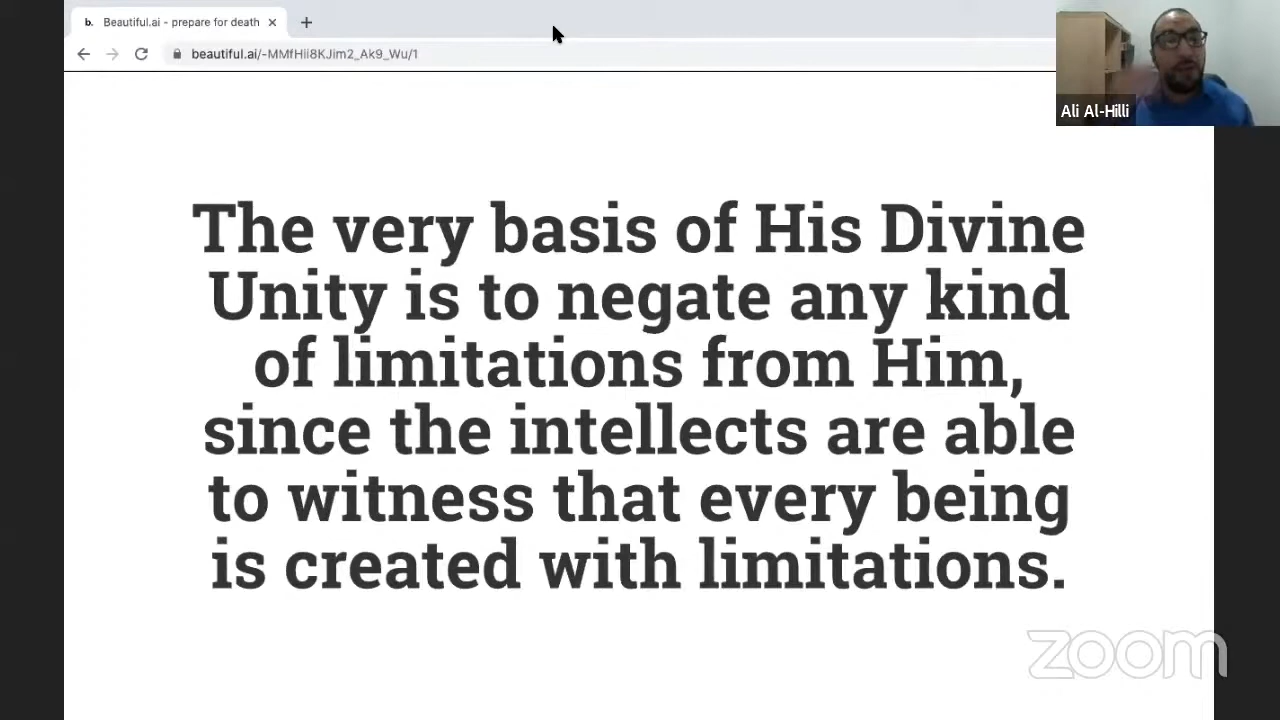 b. Beautiful.ai - prepare for death
beautiful.ai/-MMfHii8KJim2_Ak9_Wu/1
Ali Al-Hilli
The very basis of His Divine
Unity is to negate any kind
of limitations from Him,
since the intellects are able
to witness that every being
is created with limitations.
zoom